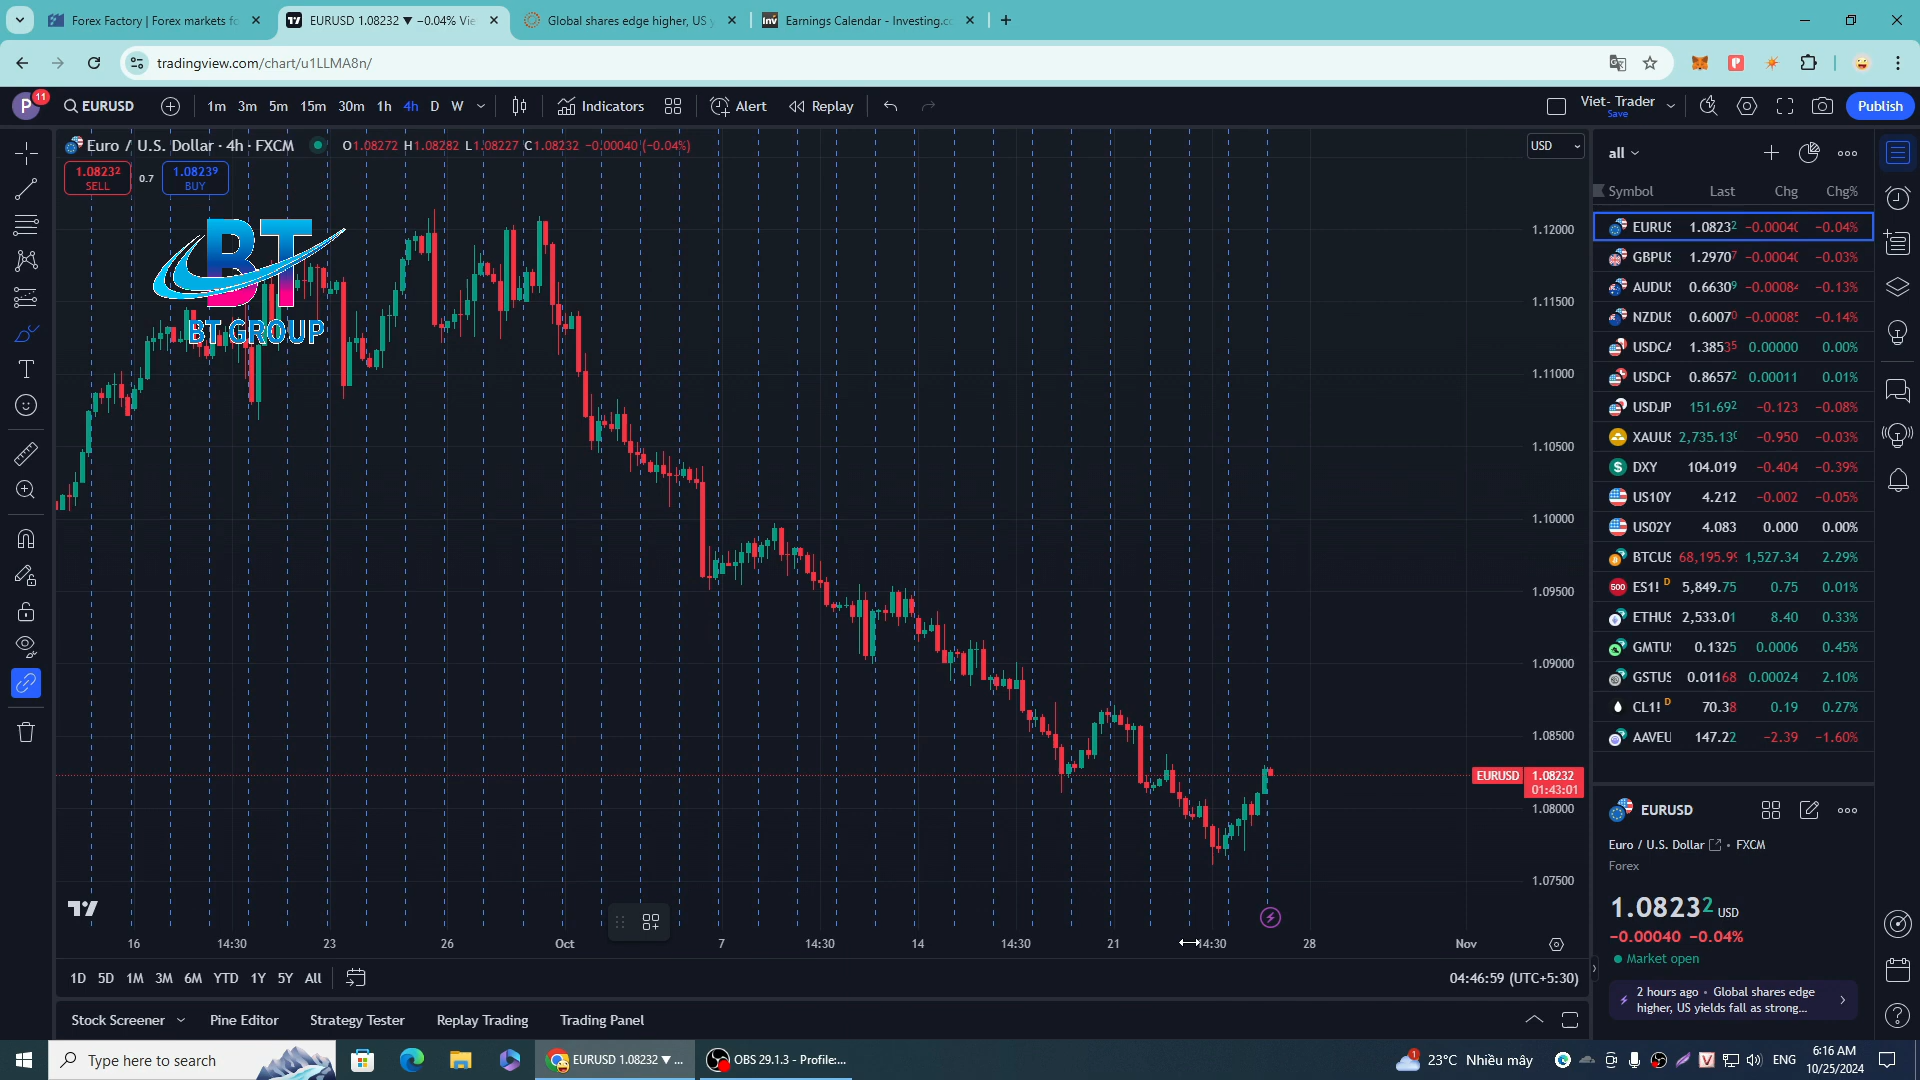 Forex Factory | Forex markets fo
EURUSD 1.08232 ▼ −0.04% Vie
Global shares edge higher, US y
Earnings Calendar - Investing.co
tradingview.com/chart/u1LLMA8n/
P
11
EURUSD
1m 3m 5m 15m 30m 1h 4h D W
Indicators
Alert
Replay
Viet- Trader
Save
Publish
Euro / U.S. Dollar · 4h · FXCM
O1.08272 H1.08282 L1.08227 C1.08232 −0.00040 (−0.04%)
1.08232
SELL
0.7
1.08239
BUY
BT
BT GROUP
USD
1.12000
1.11500
1.11000
1.10500
1.10000
1.09500
1.09000
1.08500
EURUSD 1.08232
01:43:01
1.08000
1.07500
16 14:30 23 26 Oct 7 14:30 14 14:30 21 14:30 28 Nov
1D 5D 1M 3M 6M YTD 1Y 5Y All
04:46:59 (UTC+5:30)
Stock Screener Pine Editor Strategy Tester Replay Trading Trading Panel
all
Symbol Last Chg Chg%
EURUS 1.08232 −0.00040 −0.04%
GBPUS 1.29707 −0.00040 −0.03%
AUDUS 0.66309 −0.00084 −0.13%
NZDUS 0.60070 −0.00085 −0.14%
USDCA 1.38535 0.00000 0.00%
USDCH 0.86572 0.00011 0.01%
USDJP 151.692 −0.123 −0.08%
XAUUS 2,735.130 −0.950 −0.03%
DXY 104.019 −0.404 −0.39%
US10Y 4.212 −0.002 −0.05%
US02Y 4.083 0.000 0.00%
BTCUS 68,195.99 1,527.34 2.29%
500 ES1! D 5,849.75 0.75 0.01%
ETHUS 2,533.01 8.40 0.33%
GMTUS 0.1325 0.0006 0.45%
GSTUS 0.01168 0.00024 2.10%
CL1! D 70.38 0.19 0.27%
AAVEU 147.22 −2.39 −1.60%
EURUSD
Euro / U.S. Dollar • FXCM
Forex
1.08232 USD
−0.00040 −0.04%
Market open
2 hours ago • Global shares edge
higher, US yields fall as strong...
Type here to search
EURUSD 1.08232 ▼ ...
OBS 29.1.3 - Profile:...
1
23°C Nhiều mây
ENG
6:16 AM
10/25/2024